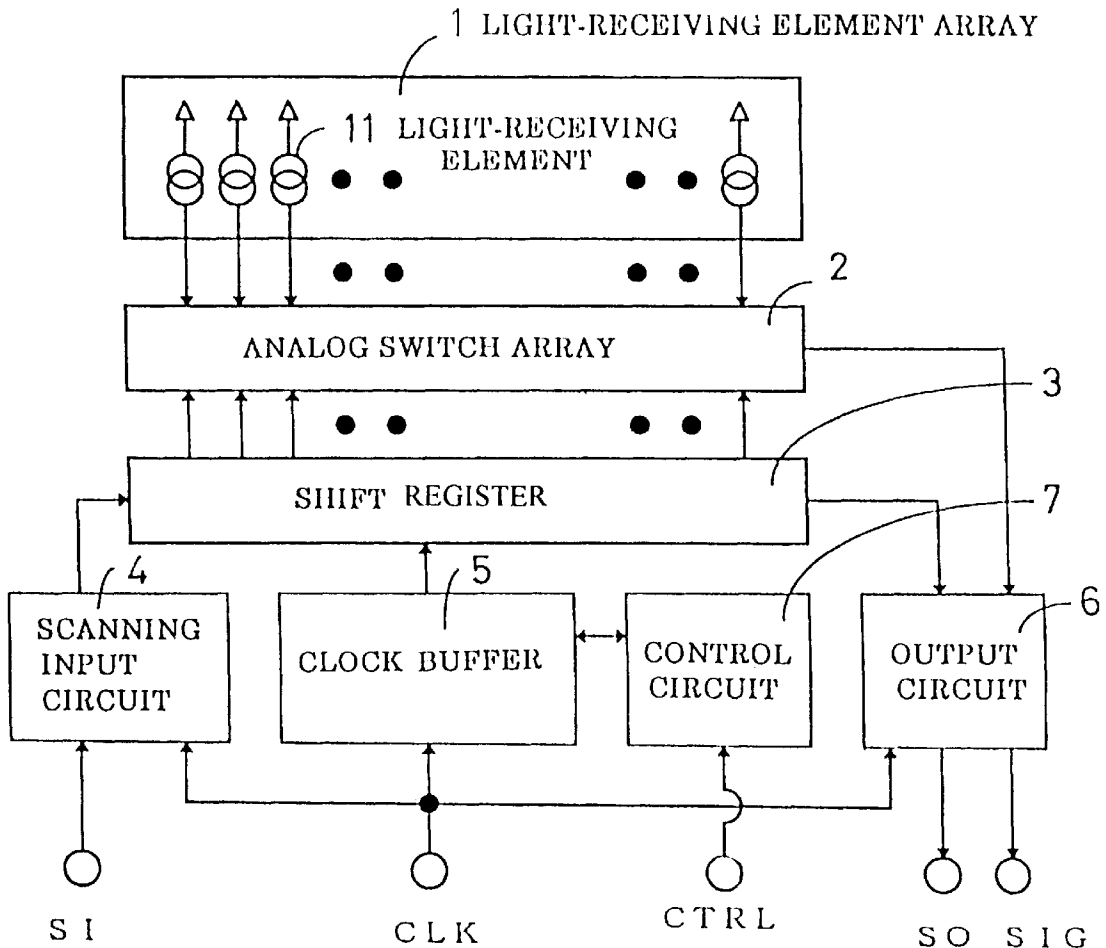 1 LIGHT-RECEIVING ELEMENT ARRAY
11 LIGHT-RECEIVING
ELEMENT
2
ANALOG SWITCH ARRAY
3
SHIFT REGISTER
7
4
SCANNING
INPUT
CIRCUIT
5
CLOCK BUFFER
CONTROL
CIRCUIT
6
OUTPUT
CIRCUIT
SI
CLK
CTRL
SO
SIG